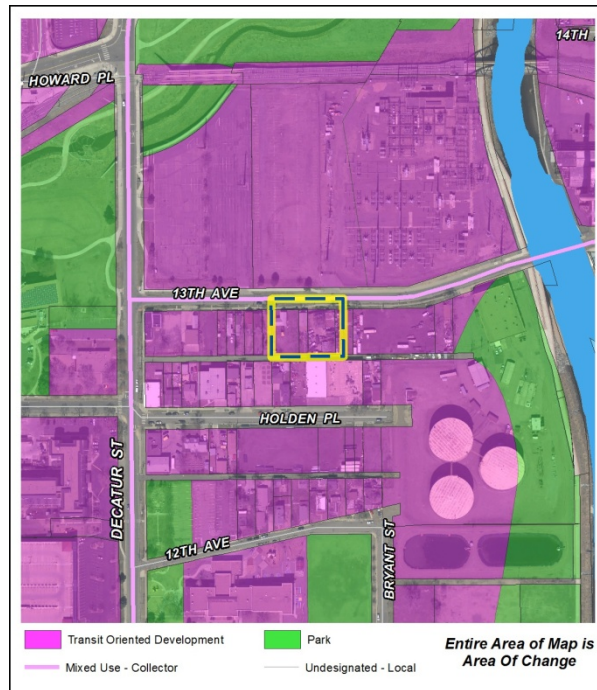 14TH
HOWARD PL
13TH AVE
HOLDEN PL
DECATUR ST
12TH AVE
BRYANT ST
Transit Oriented Development
Park
Entire Area of Map is
Area Of Change
Mixed Use - Collector
Undesignated - Local